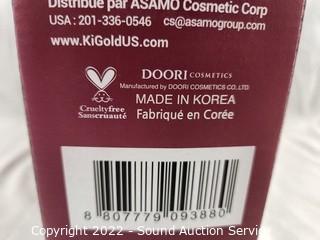 Distribué par ASAMO Cosmetic Corp
USA : 201-336-0546 cs@asamogroup.com
www.KiGoldUS.com
DOORI COSMETICS
Manufactured by DOORI COSMETICS CO.,LTD.
Crueltyfree
Sanscruauté
MADE IN KOREA
Fabriqué en Corée
8 807779 093880
Copyright 2022 - Sound Auction Service